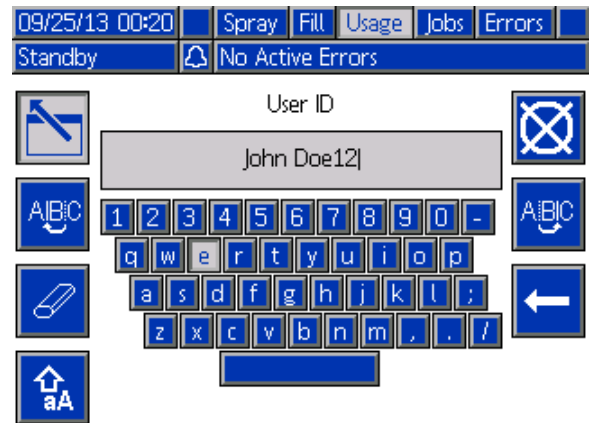 09/25/13 00:20 Spray Fill Usage Jobs Errors
Standby No Active Errors
User ID
John Doe12
ABC ABC
1 2 3 4 5 6 7 8 9 0 -
q w e r t y u i o p
a s d f g h j k l ;
z x c v b n m , . /
aA